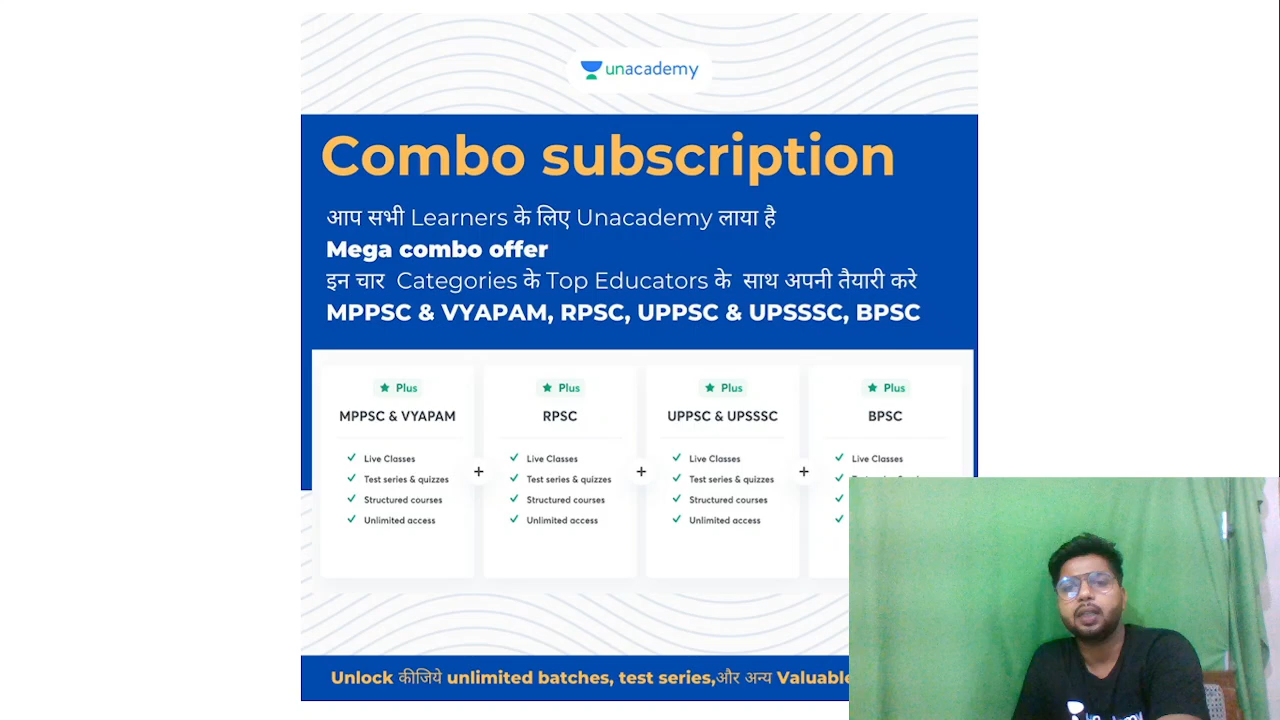 unacademy
Combo subscription
आप सभी Learners के लिए Unacademy लाया है
Mega combo offer
इन चार Categories के Top Educators के साथ अपनी तैयारी करे
MPPSC & VYAPAM, RPSC, UPPSC & UPSSSC, BPSC
Plus
MPPSC & VYAPAM
Live Classes
Test series & quizzes
Structured courses
Unlimited access
+
Plus
RPSC
Live Classes
Test series & quizzes
Structured courses
Unlimited access
+
Plus
UPPSC & UPSSSC
Live Classes
Test series & quizzes
Structured courses
Unlimited access
+
Plus
BPSC
Live Classes
Unlock कीजिये unlimited batches, test series,और अन्य Valuable
unacademy